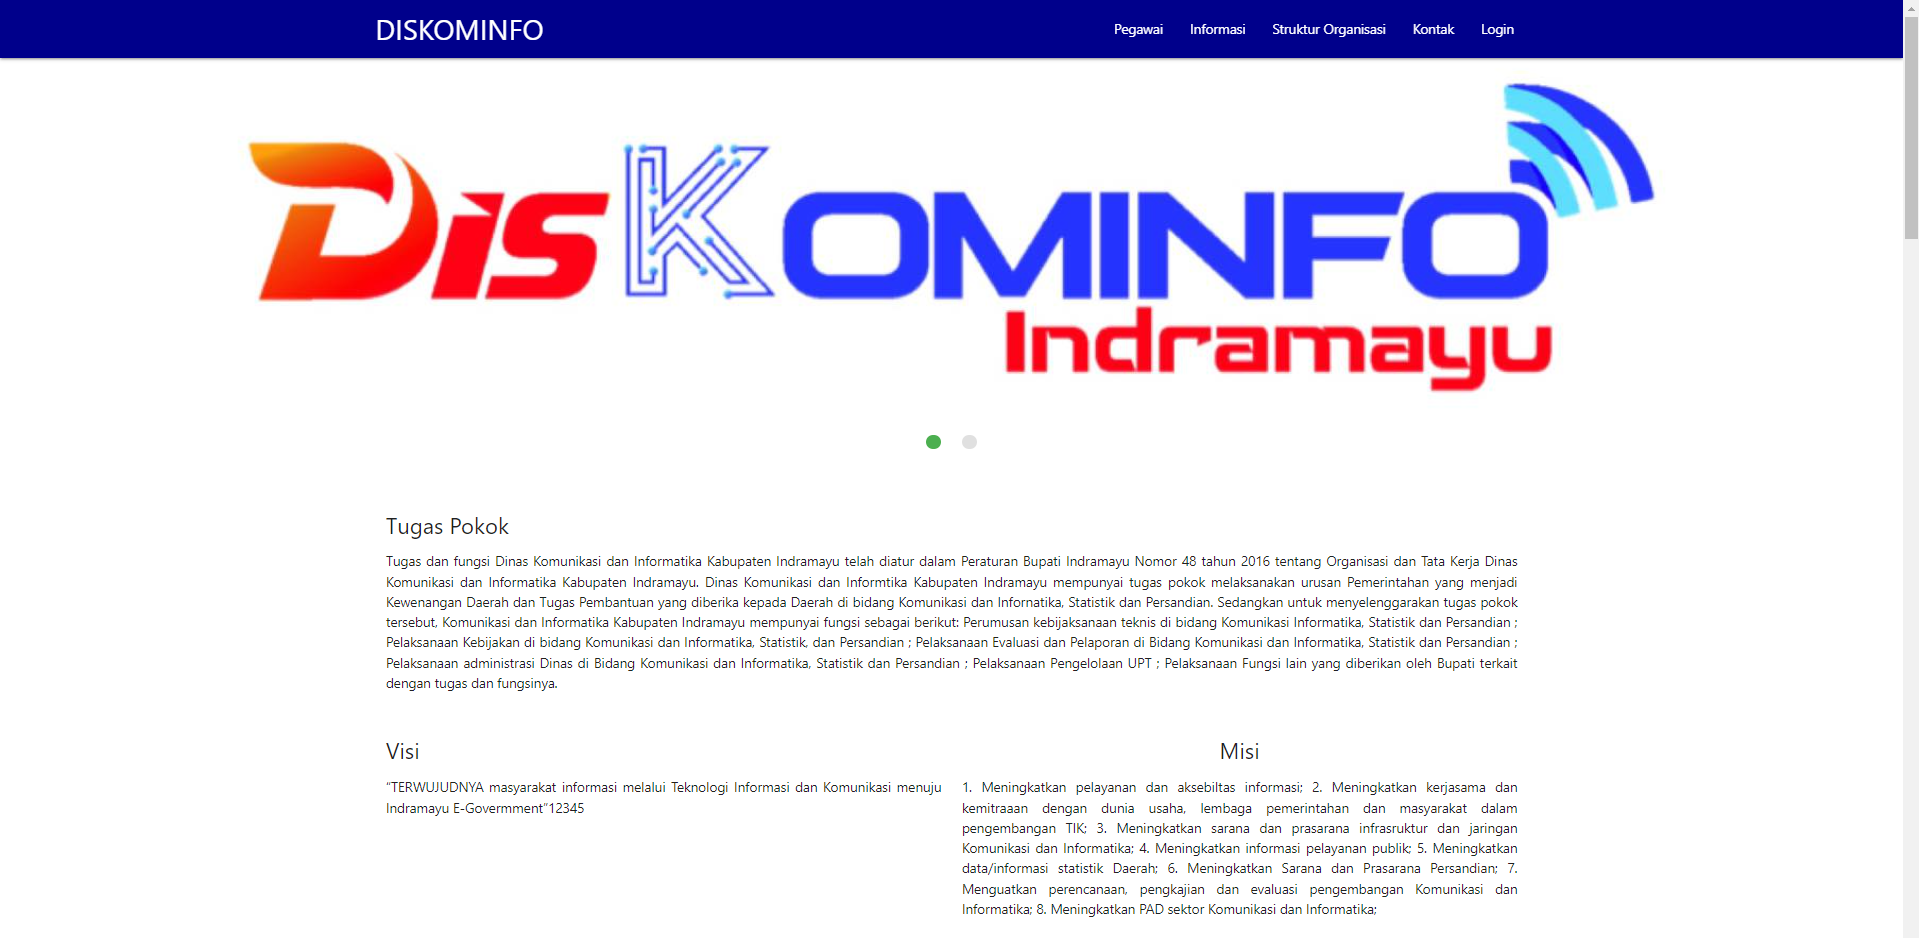 DISKOMINFO
Pegawai Informasi Struktur Organisasi Kontak Login
DisKOMINFO
Indramayu
Tugas Pokok
Tugas dan fungsi Dinas Komunikasi dan Informatika Kabupaten Indramayu telah diatur dalam Peraturan Bupati Indramayu Nomor 48 tahun 2016 tentang Organisasi dan Tata Kerja Dinas
Komunikasi dan Informatika Kabupaten Indramayu. Dinas Komunikasi dan Informtika Kabupaten Indramayu mempunyai tugas pokok melaksanakan urusan Pemerintahan yang menjadi
Kewenangan Daerah dan Tugas Pembantuan yang diberika kepada Daerah di bidang Komunikasi dan Infornatika, Statistik dan Persandian. Sedangkan untuk menyelenggarakan tugas pokok
tersebut, Komunikasi dan Informatika Kabupaten Indramayu mempunyai fungsi sebagai berikut: Perumusan kebijaksanaan teknis di bidang Komunikasi Informatika, Statistik dan Persandian ;
Pelaksanaan Kebijakan di bidang Komunikasi dan Informatika, Statistik, dan Persandian ; Pelaksanaan Evaluasi dan Pelaporan di Bidang Komunikasi dan Informatika, Statistik dan Persandian ;
Pelaksanaan administrasi Dinas di Bidang Komunikasi dan Informatika, Statistik dan Persandian ; Pelaksanaan Pengelolaan UPT ; Pelaksanaan Fungsi lain yang diberikan oleh Bupati terkait
dengan tugas dan fungsinya.
Visi
“TERWUJUDNYA masyarakat informasi melalui Teknologi Informasi dan Komunikasi menuju
Indramayu E-Govermment”12345
Misi
1. Meningkatkan pelayanan dan aksebiltas informasi; 2. Meningkatkan kerjasama dan
kemitraaan dengan dunia usaha, lembaga pemerintahan dan masyarakat dalam
pengembangan TIK; 3. Meningkatkan sarana dan prasarana infrasruktur dan jaringan
Komunikasi dan Informatika; 4. Meningkatkan informasi pelayanan publik; 5. Meningkatkan
data/informasi statistik Daerah; 6. Meningkatkan Sarana dan Prasarana Persandian; 7.
Menguatkan perencanaan, pengkajian dan evaluasi pengembangan Komunikasi dan
Informatika; 8. Meningkatkan PAD sektor Komunikasi dan Informatika;